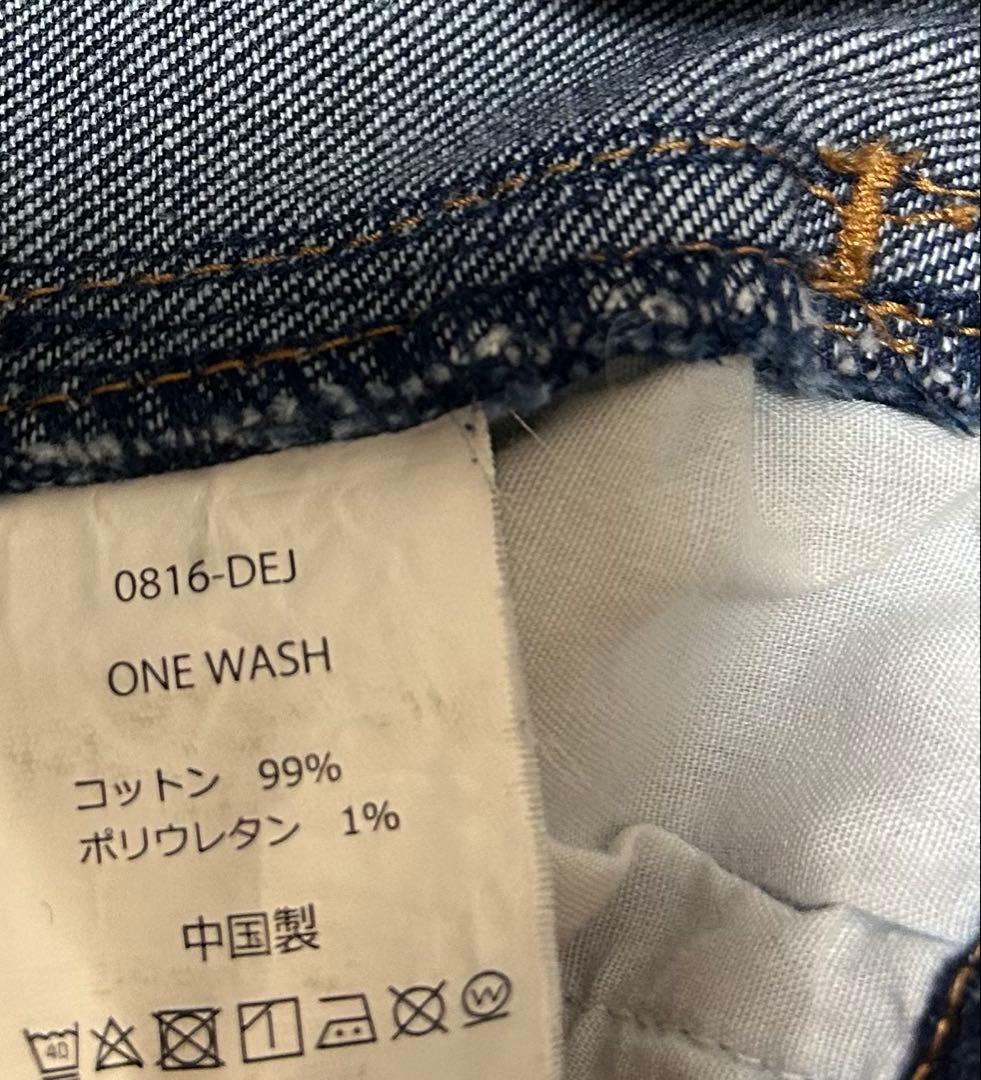 0816-DEJ
ONE WASH
コットン 99%
ポリウレタン 1%
中国製
40 W